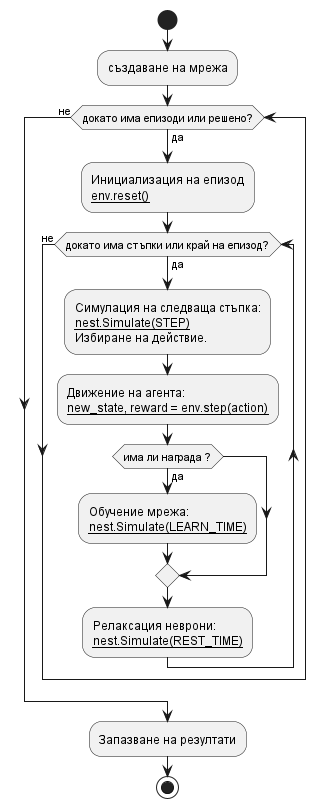 създаване на мрежа
не
докато има епизоди или решено?
да
Инициализация на епизод
env.reset()
не
докато има стъпки или край на епизод?
да
Симулация на следваща стъпка:
nest.Simulate(STEP)
Избиране на действие.
Движение на агента:
new_state, reward = env.step(action)
има ли награда ?
да
Обучение мрежа:
nest.Simulate(LEARN_TIME)
Релаксация неврони:
nest.Simulate(REST_TIME)
Запазване на резултати